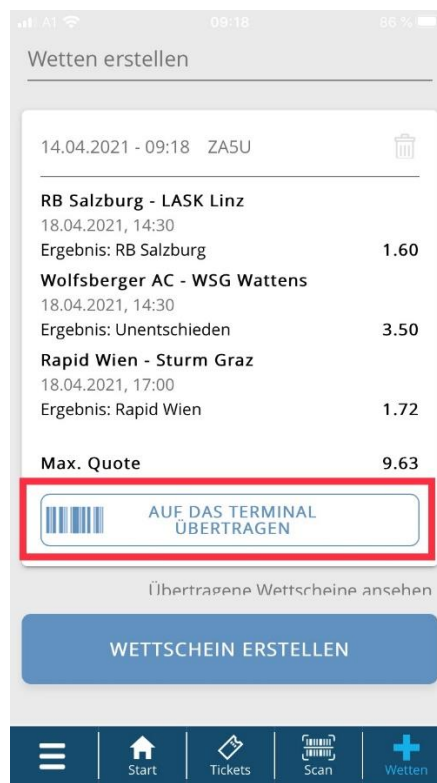 A1 09:18 86 %
Wetten erstellen
14.04.2021 - 09:18 ZA5U
RB Salzburg - LASK Linz
18.04.2021, 14:30
Ergebnis: RB Salzburg 1.60
Wolfsberger AC - WSG Wattens
18.04.2021, 14:30
Ergebnis: Unentschieden 3.50
Rapid Wien - Sturm Graz
18.04.2021, 17:00
Ergebnis: Rapid Wien 1.72
Max. Quote 9.63
AUF DAS TERMINAL
ÜBERTRAGEN
Übertragene Wettscheine ansehen
WETTSCHEIN ERSTELLEN
Start Tickets Scan Wetten